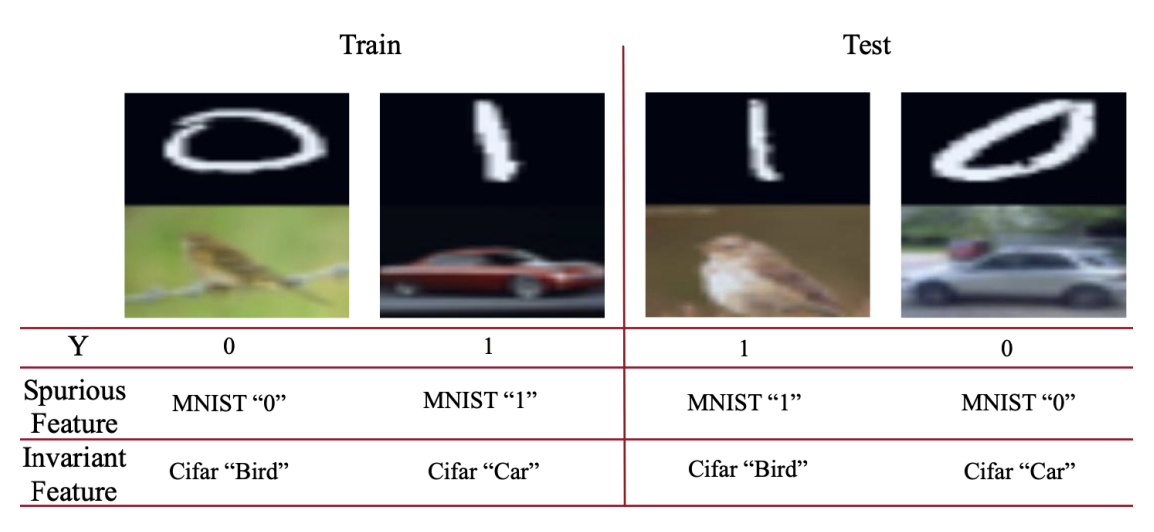 Train Test
Y 0 1 1 0
Spurious
Feature MNIST “0” MNIST “1” MNIST “1” MNIST “0”
Invariant
Feature Cifar “Bird” Cifar “Car” Cifar “Bird” Cifar “Car”